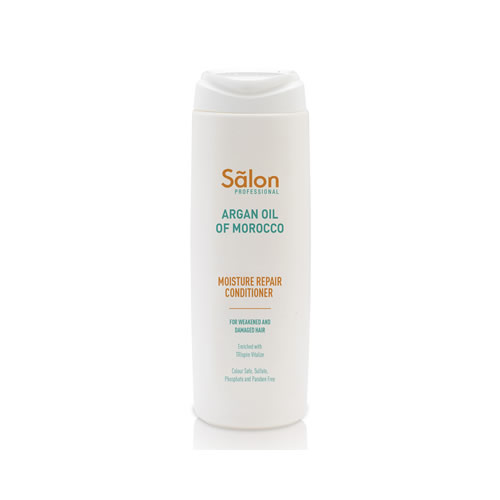 Sãlon
PROFESSIONAL
ARGAN OIL
OF MOROCCO
MOISTURE REPAIR
CONDITIONER
FOR WEAKENED AND
DAMAGED HAIR
Enriched with
Colour Safe, Sulfate,
Phosphate and Paraben Free